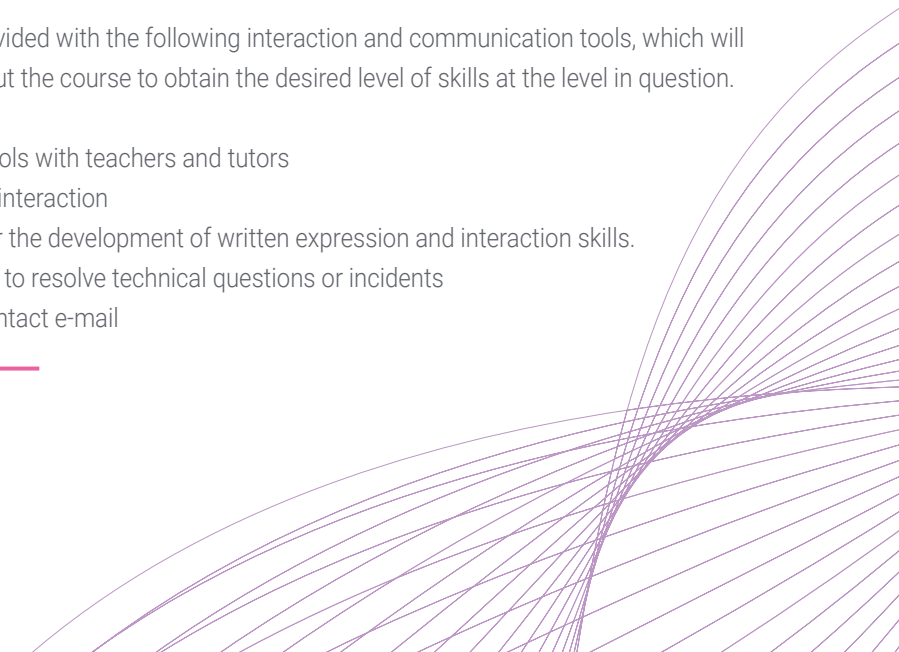 vided with the following interaction and communication tools, which will
ut the course to obtain the desired level of skills at the level in question.
ols with teachers and tutors
interaction
r the development of written expression and interaction skills.
to resolve technical questions or incidents
ntact e-mail